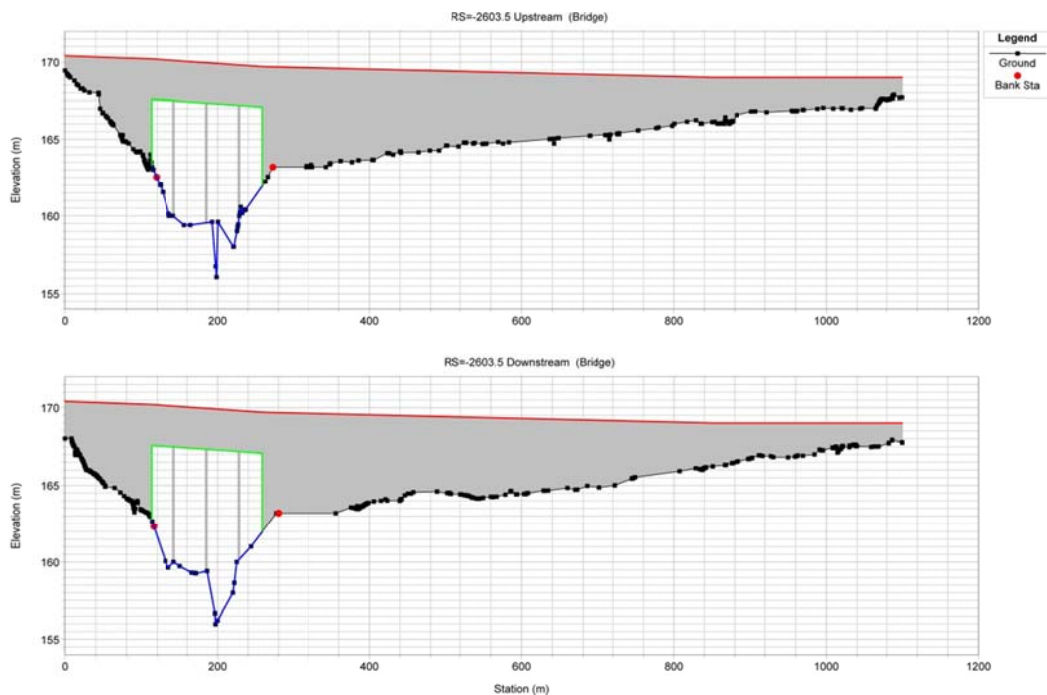 RS=-2603.5 Upstream (Bridge)
Legend
Ground
Bank Sta
Elevation (m)
170
165
160
155
0
200
400
600
800
1000
1200
RS=-2603.5 Downstream (Bridge)
Elevation (m)
170
165
160
155
0
200
400
600
800
1000
1200
Station (m)